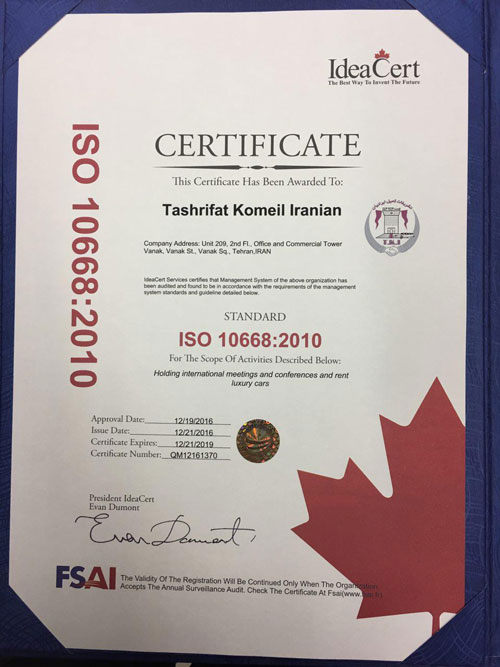 IdeaCert
The Best Way To Invent The Future
ISO 10668:2010
CERTIFICATE
This Certificate Has Been Awarded To:
Tashrifat Komeil Iranian
T.K.I
Company Address: Unit 209, 2nd Fl., Office and Commercial Tower
Vanak, Vanak St., Vanak Sq., Tehran,IRAN
IdeaCert Services certifies that Management System of the above organization has
been audited and found to be in accordance with the requirements of the management
system standards and guideline detailed below.
STANDARD
ISO 10668:2010
For The Scope Of Activities Described Below:
Holding international meetings and conferences and rent
luxury cars
Approval Date: 12/19/2016
Issue Date: 12/21/2016
Certificate Expires: 12/21/2019
Certificate Number: QM12161370
President IdeaCert
Evan Dumont
Evan Dumont
FSAI
The Validity Of The Registration Will Be Continued Only When The Organization
Accepts The Annual Surveillance Audit. Check The Certificate At Fsai(www.